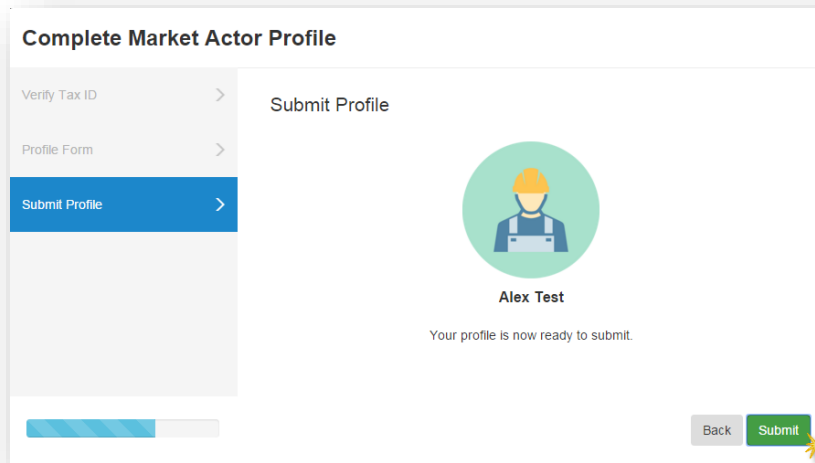 Complete Market Actor Profile
Verify Tax ID
Profile Form
Submit Profile
Submit Profile
Alex Test
Your profile is now ready to submit.
Back
Submit